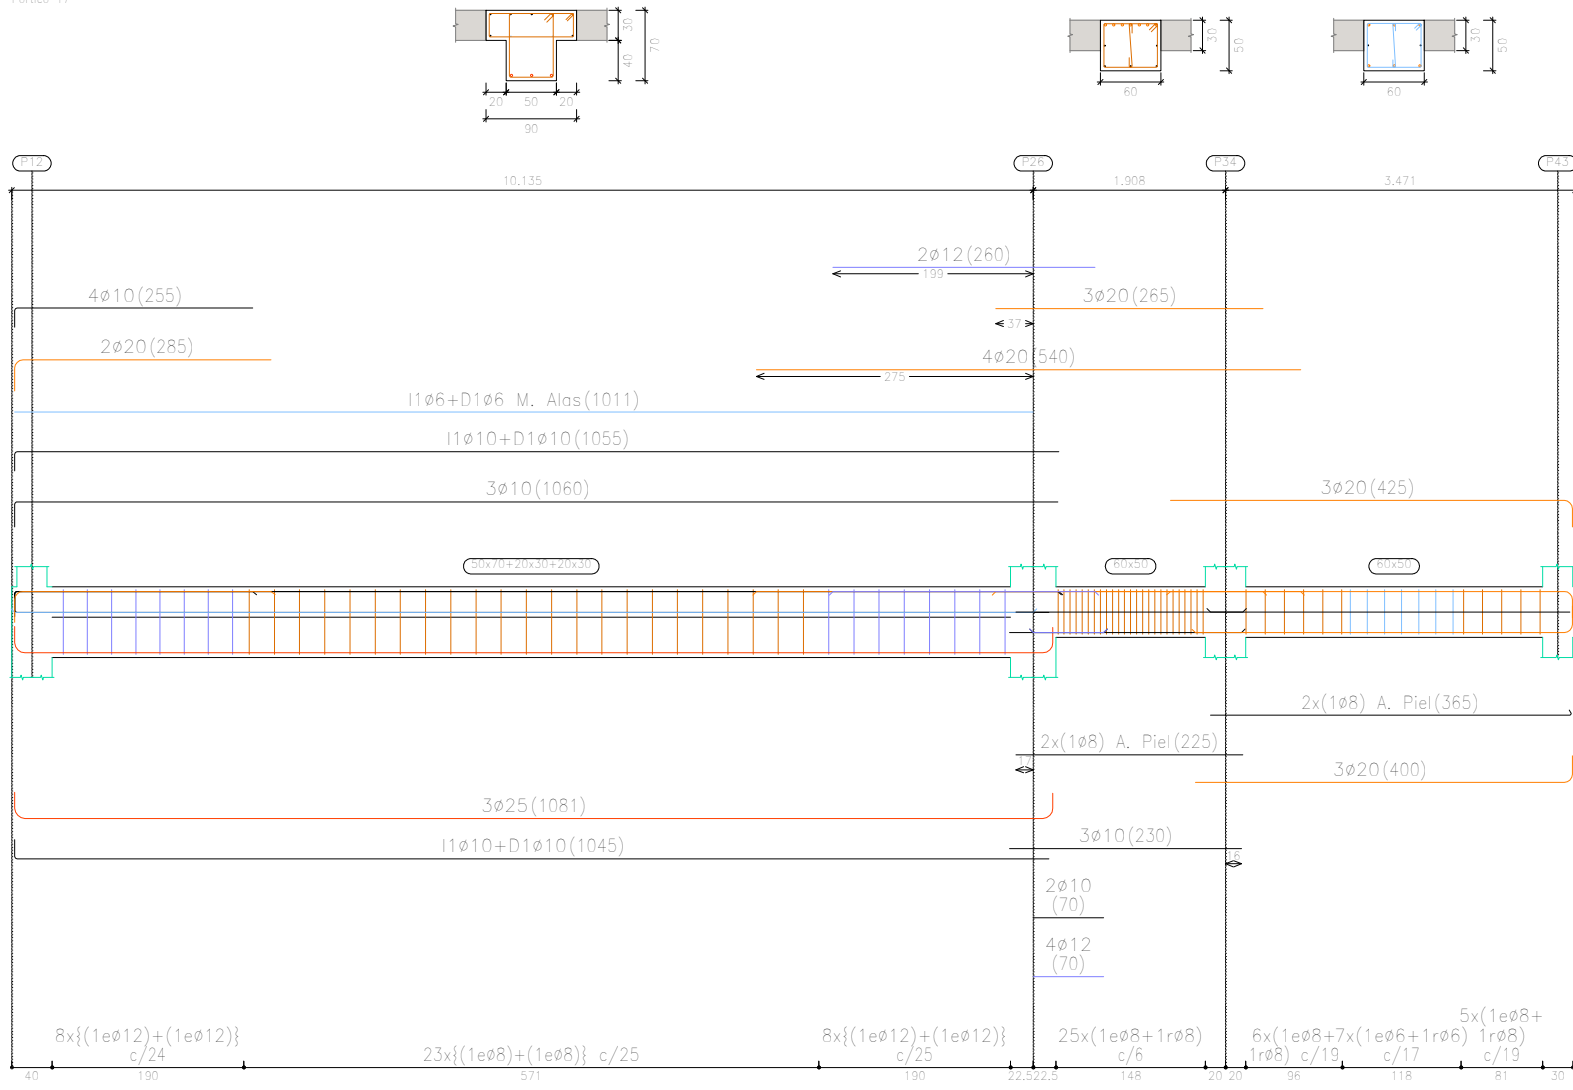 30
70
40
20 50 20
90
30
50
60
30
50
60
P12
P26
P34
P43
10.135
1.908
3.471
2ø12(260)
199
4ø10(255)
3ø20(265)
37
2ø20(285)
4ø20(540)
275
I1ø6+D1ø6 M. Alas(1011)
I1ø10+D1ø10(1055)
3ø10(1060)
3ø20(425)
50x70+20x30+20x30
60x50
60x50
2x(1ø8) A. Piel(365)
2x(1ø8) A. Piel(225)
17
3ø20(400)
3ø25(1081)
3ø10(230)
I1ø10+D1ø10(1045)
16
2ø10
(70)
4ø12
(70)
8x{(1eø12)+(1eø12)}
c/24
23x{(1eø8)+(1eø8)} c/25
8x{(1eø12)+(1eø12)}
c/25
25x(1eø8+1rø8)
c/6
6x(1eø8+
1rø8) c/19
7x(1eø6+1rø6)
c/17
5x(1eø8+
1rø8)
c/19
40
190
571
190
22.5
22.5
148
20
20
96
118
81
30